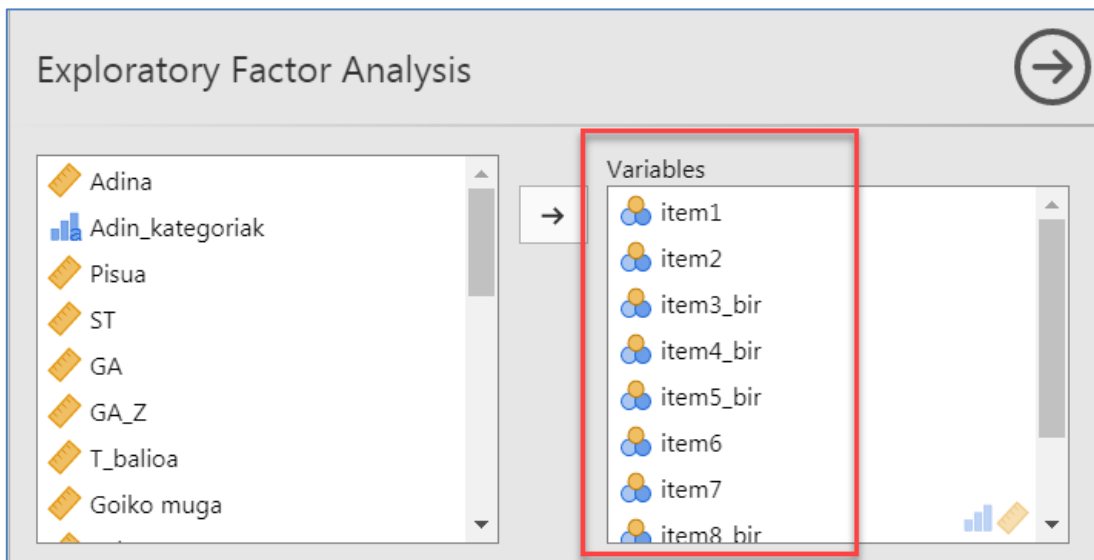 Exploratory Factor Analysis
Adina
Adin_kategoriak
Pisua
ST
GA
GA_Z
T_balioa
Goiko muga
Variables
item1
item2
item3_bir
item4_bir
item5_bir
item6
item7
item8_bir